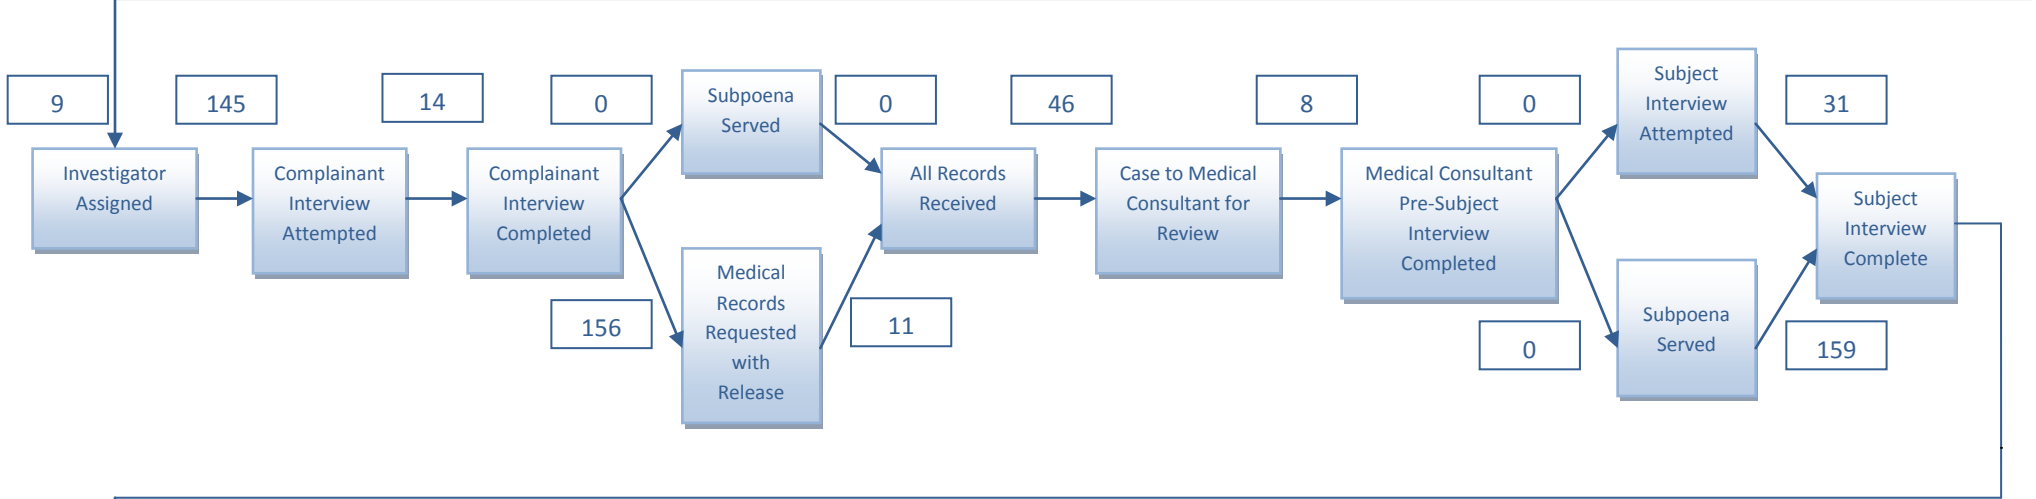 9
145
14
0
0
46
8
0
31
Investigator
Assigned
Complainant
Interview
Attempted
Complainant
Interview
Completed
Subpoena
Served
Medical
Records
Requested
with
Release
156
11
All Records
Received
Case to Medical
Consultant for
Review
Medical Consultant
Pre-Subject
Interview
Completed
Subject
Interview
Attempted
Subpoena
Served
0
159
Subject
Interview
Complete